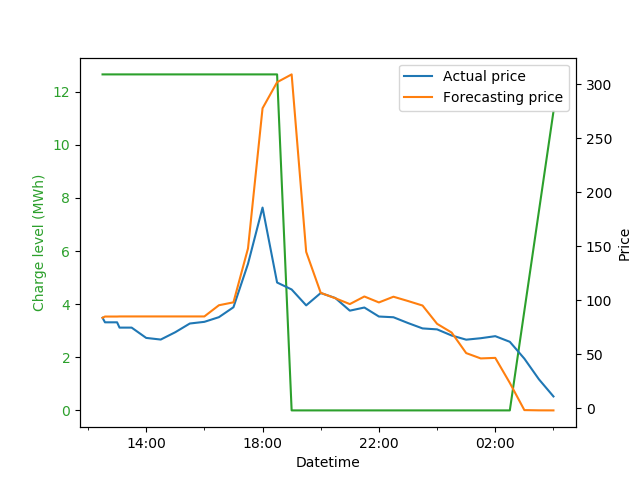 Actual price
Forecasting price
12
10
8
6
4
2
0
Charge level (MWh)
300
250
200
150
100
50
0
Price
14:00 18:00 22:00 02:00
Datetime